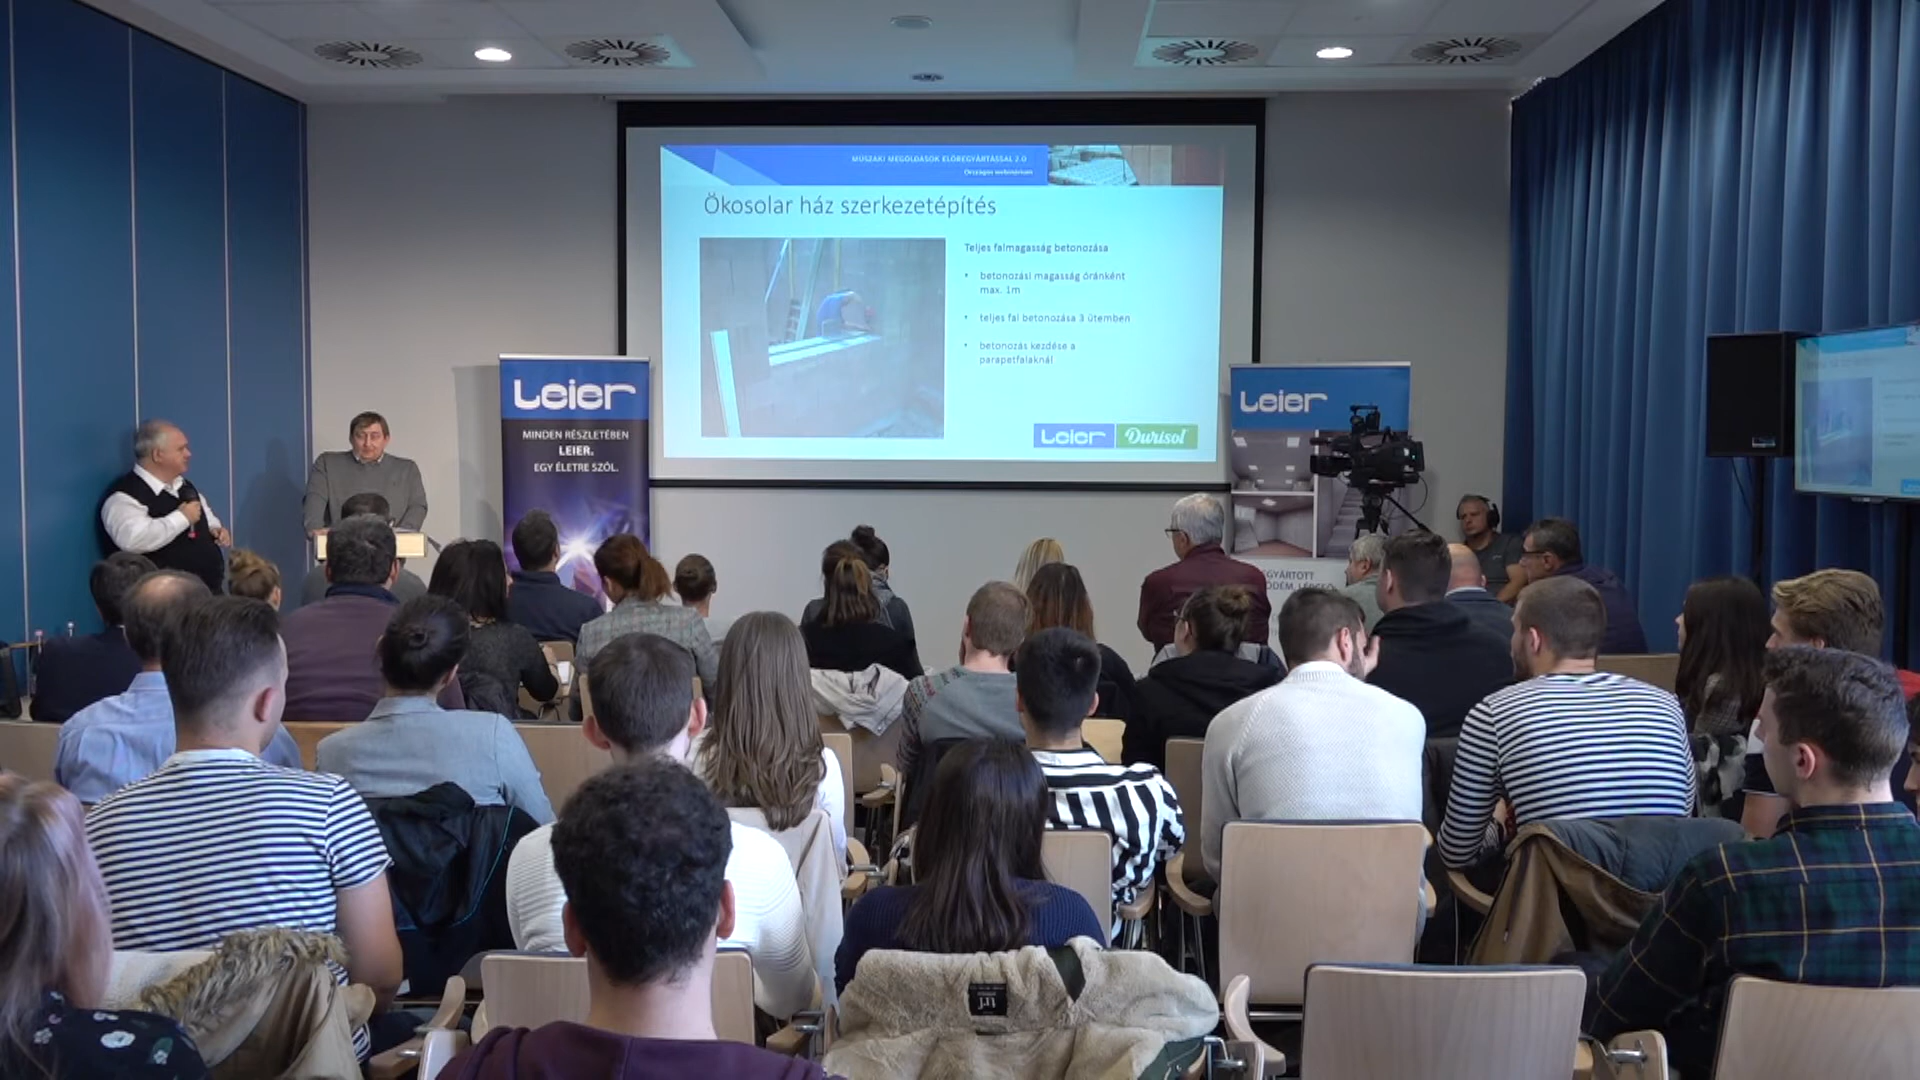 MŰSZAKI MEGOLDÁSOK ELŐREGYÁRTÁSSAL 2.0
Országos webinárium
Ökosolar ház szerkezetépítés
Teljes falmagasság betonozása
• betonozási magasság óránként
max. 1m
• teljes fal betonozása 3 ütemben
• betonozás kezdése a
parapetfalaknál
Leier Durisol
Leier
MINDEN RÉSZLETÉBEN
LEIER.
EGY ÉLETRE SZÓL.
Leier